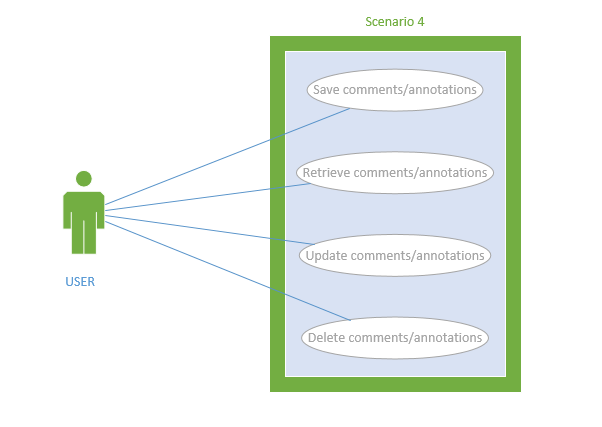 Scenario 4
Save comments/annotations
Retrieve comments/annotations
Update comments/annotations
Delete comments/annotations
USER